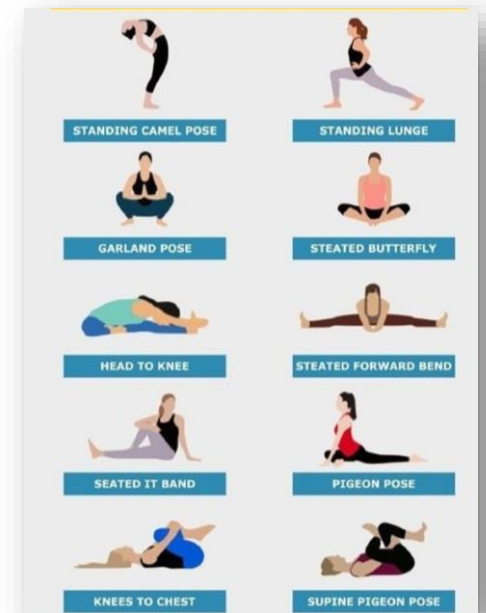 STANDING CAMEL POSE
STANDING LUNGE
GARLAND POSE
STEATED BUTTERFLY
HEAD TO KNEE
STEATED FORWARD BEND
SEATED IT BAND
PIGEON POSE
KNEES TO CHEST
SUPINE PIGEON POSE